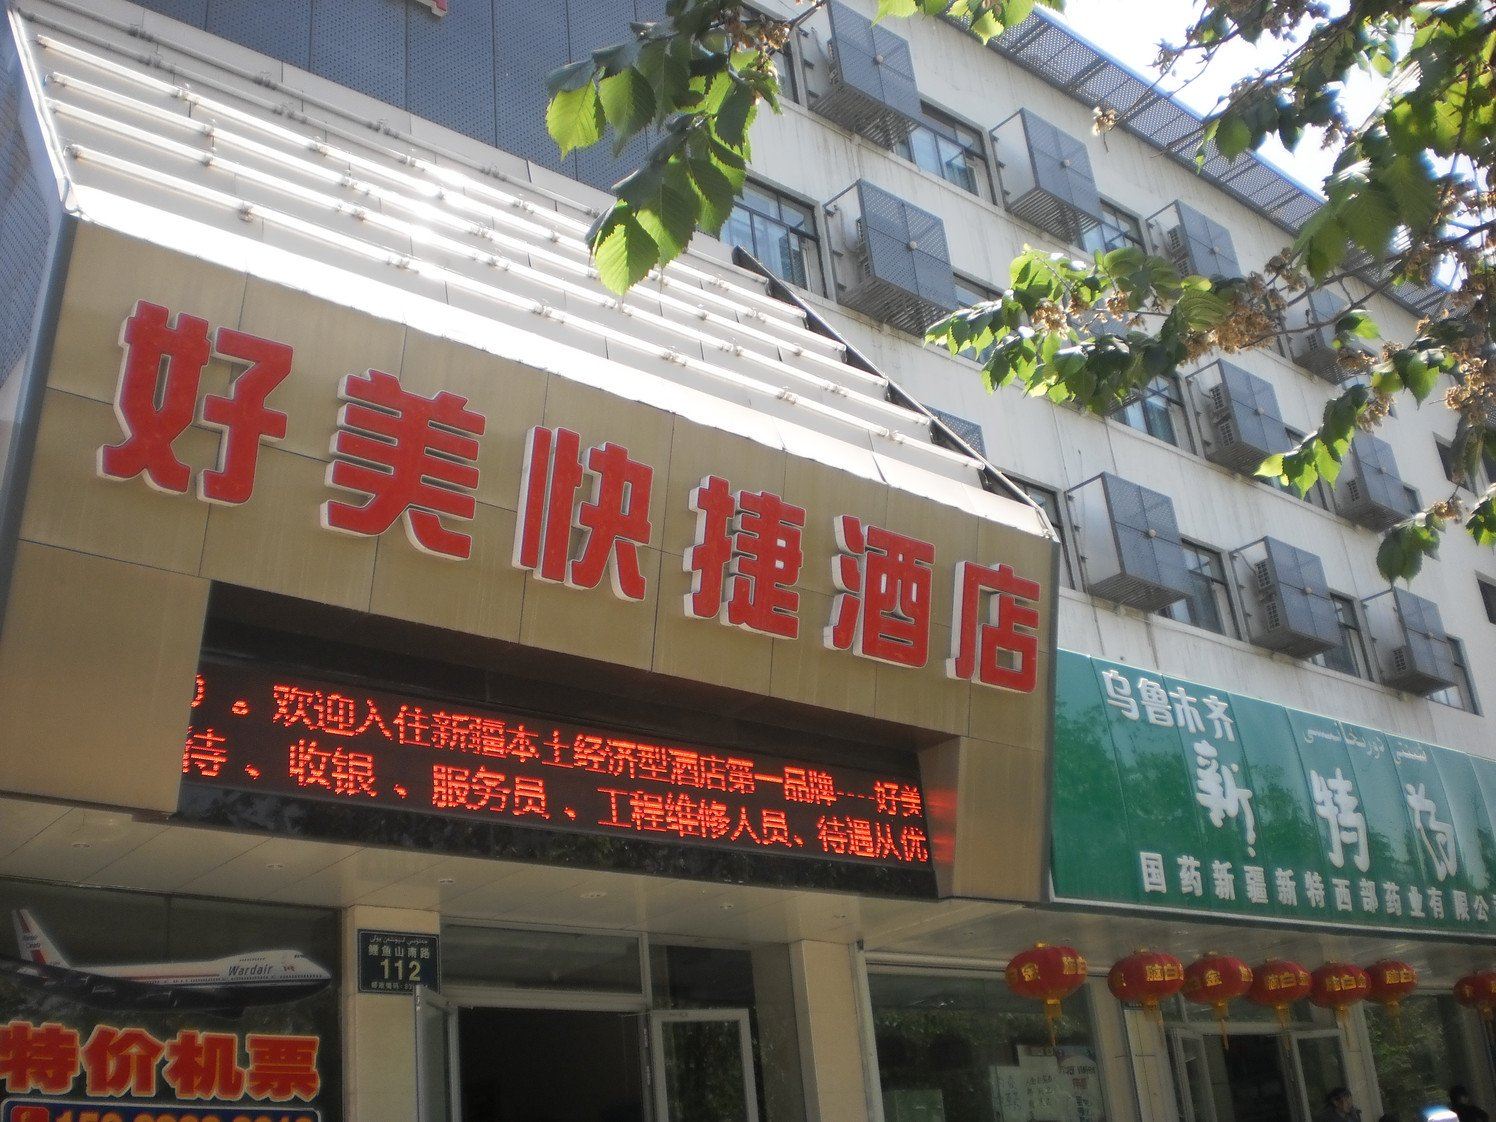 好美快捷酒店
。欢迎入住新疆本土经济型酒店第一品牌----好美
待、收银、服务员、工程维修人员、待遇从优
乌鲁木齐
新特药
国药新疆新特西部药业有限公
鲤鱼山南路
112
Wardair
特价机票